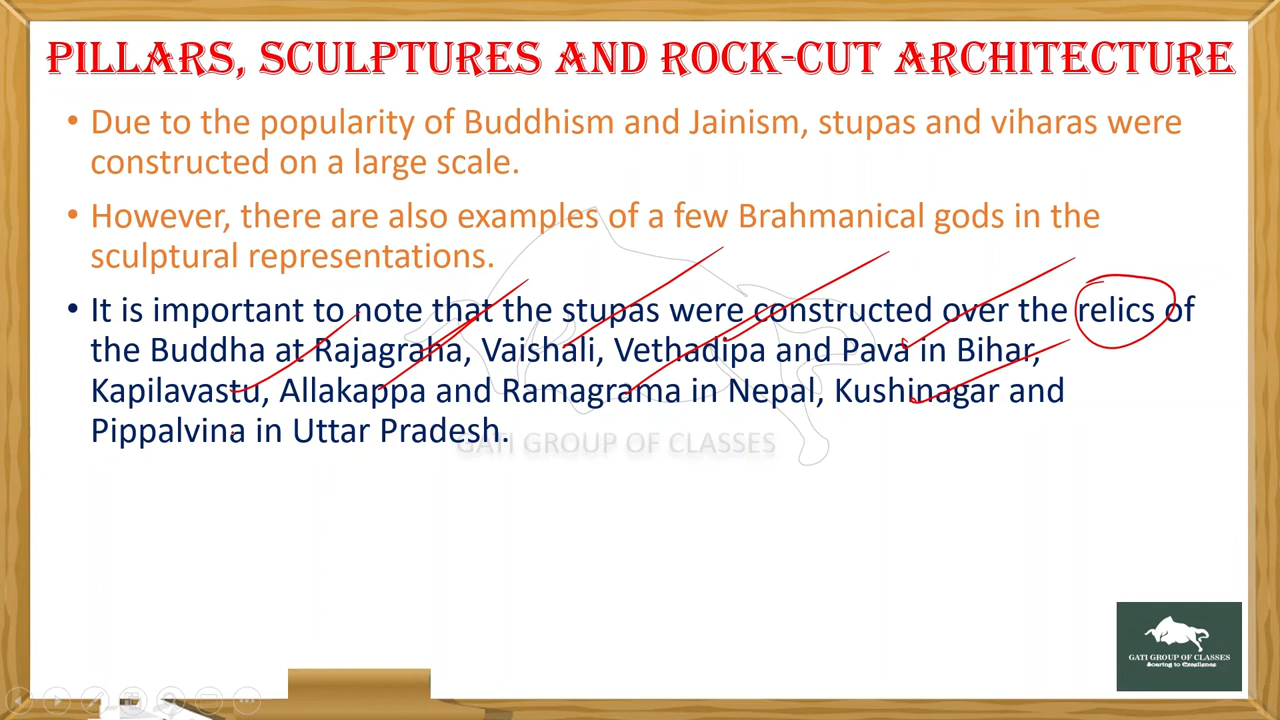 PILLARS, SCULPTURES AND ROCK-CUT ARCHITECTURE
• Due to the popularity of Buddhism and Jainism, stupas and viharas were
constructed on a large scale.
• However, there are also examples of a few Brahmanical gods in the
sculptural representations.
• It is important to note that the stupas were constructed over the relics of
the Buddha at Rajagraha, Vaishali, Vethadipa and Pava in Bihar,
Kapilavastu, Allakappa and Ramagrama in Nepal, Kushinagar and
Pippalvina in Uttar Pradesh.
GATI GROUP OF CLASSES
GATI GROUP OF CLASSES
Soaring to Excellence